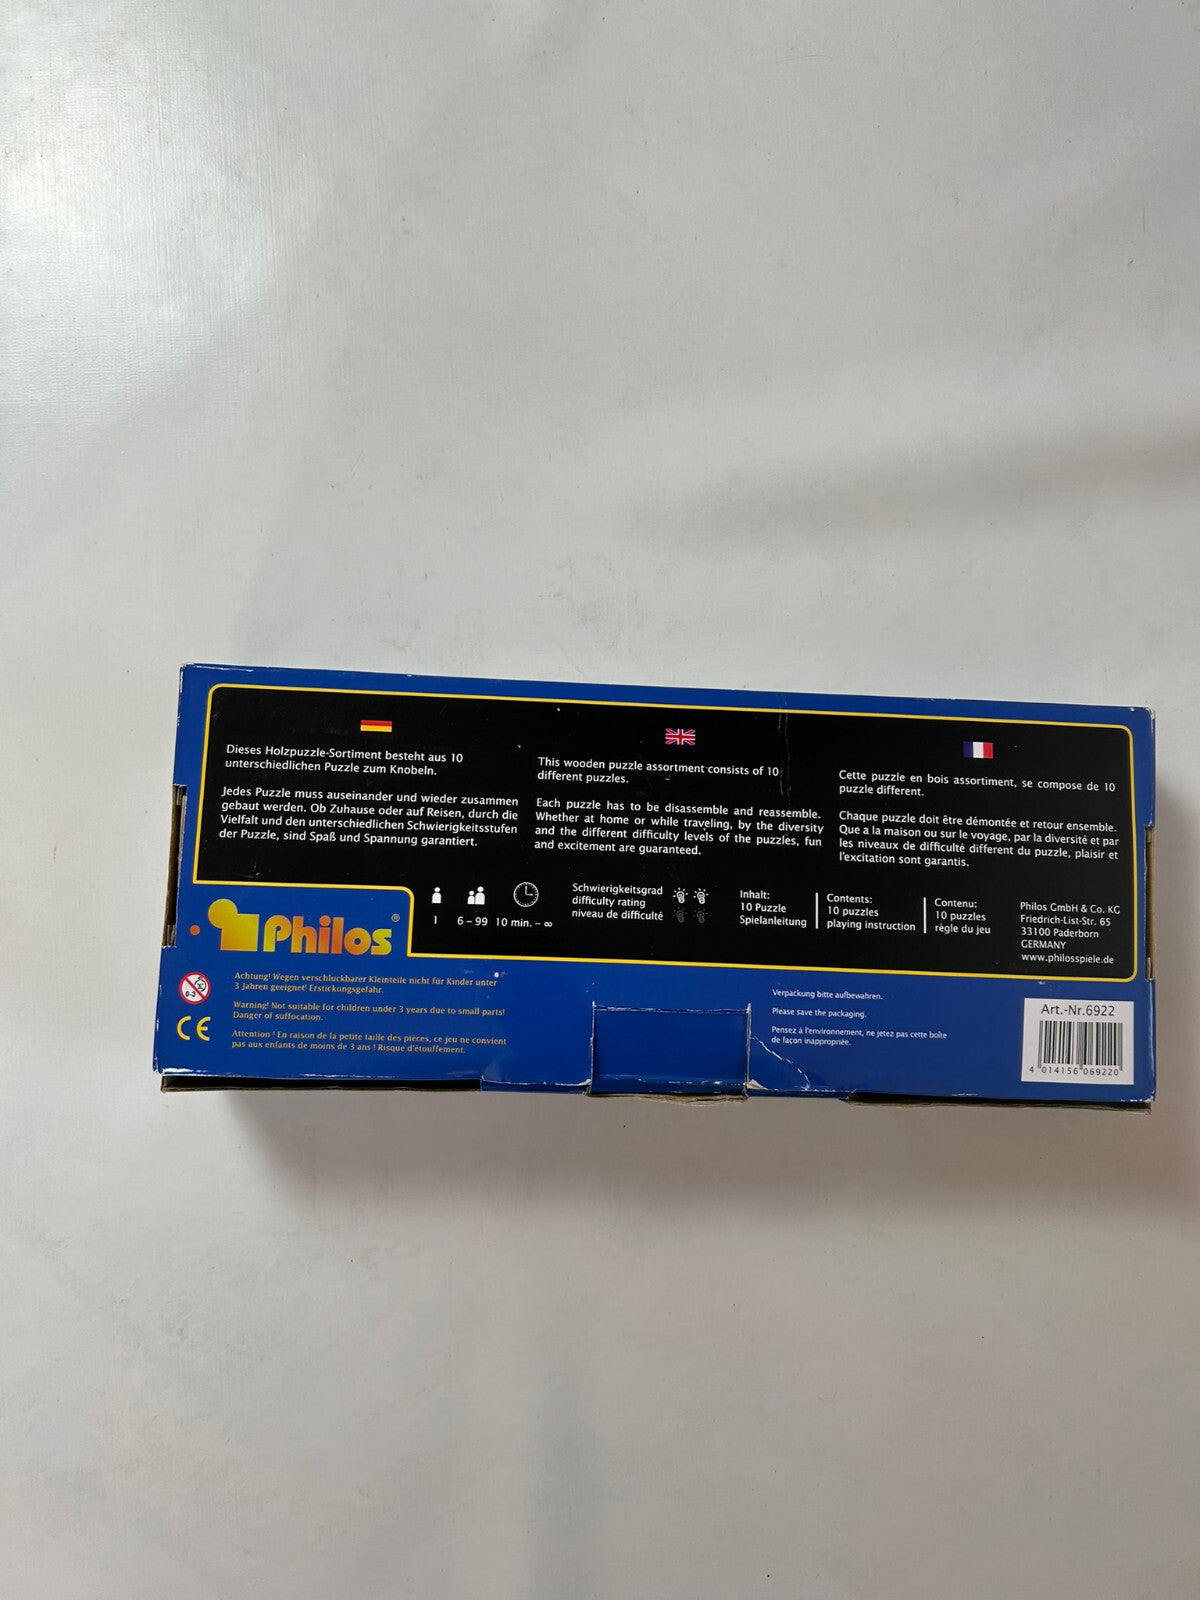 Dieses Holzpuzzle-Sortiment besteht aus 10
unterschiedlichen Puzzle zum Knobeln.
Jedes Puzzle muss auseinander und wieder zusammen
gebaut werden. Ob Zuhause oder auf Reisen, durch die
Vielfalt und den unterschiedlichen Schwierigkeitsstufen
der Puzzle, sind Spaß und Spannung garantiert.
This wooden puzzle assortment consists of 10
different puzzles.
Each puzzle has to be disassemble and reassemble.
Whether at home or while traveling, by the diversity
and the different difficulty levels of the puzzles, fun
and excitement are guaranteed.
Cette puzzle en bois assortiment, se compose de 10
puzzle different.
Chaque puzzle doit être démontée et retour ensemble.
Que a la maison ou sur le voyage, par la diversité et par
les niveaux de difficulté different du puzzle, plaisir et
l'excitation sont garantis.
Philos®
1
6 – 99
10 min. – ∞
Schwierigkeitsgrad
difficulty rating
niveau de difficulté
Inhalt:
10 Puzzle
Spielanleitung
Contents:
10 puzzles
playing instruction
Contenu:
10 puzzles
règle du jeu
Philos GmbH & Co. KG
Friedrich-List-Str. 65
33100 Paderborn
GERMANY
www.philosspiele.de
0-3
CE
Achtung! Wegen verschluckbarer Kleinteile nicht für Kinder unter
3 Jahren geeignet! Erstickungsgefahr.
Warning! Not suitable for children under 3 years due to small parts!
Danger of suffocation.
Attention ! En raison de la petite taille des pièces, ce jeu ne convient
pas aux enfants de moins de 3 ans ! Risque d'étouffement.
Verpackung bitte aufbewahren.
Please save the packaging.
Pensez à l'environnement, ne jetez pas cette boîte
de façon inappropriée.
Art.-Nr.6922
4 014156 069220